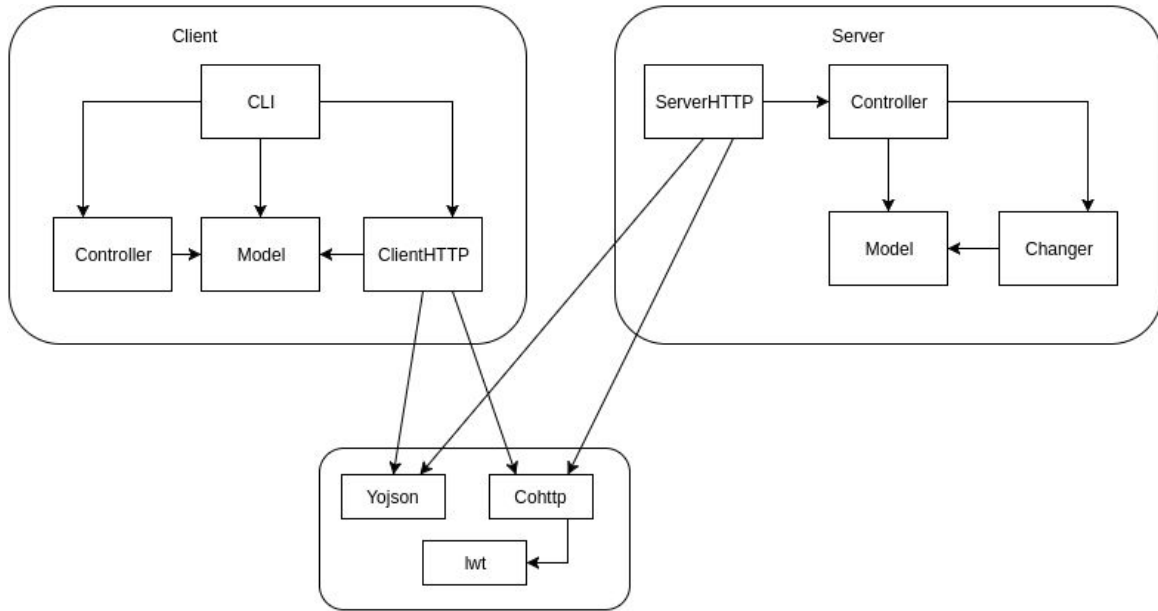 Client
CLI
Controller
Model
ClientHTTP
Server
ServerHTTP
Controller
Model
Changer
Yojson
Cohttp
lwt